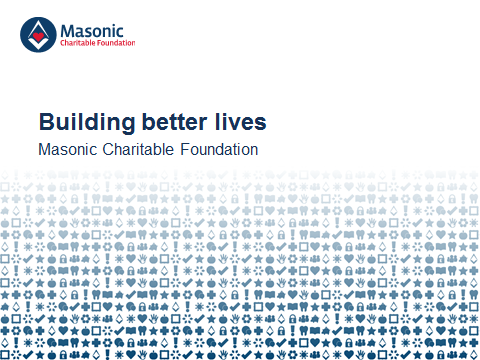 Masonic
Charitable Foundation
Building better lives
Masonic Charitable Foundation